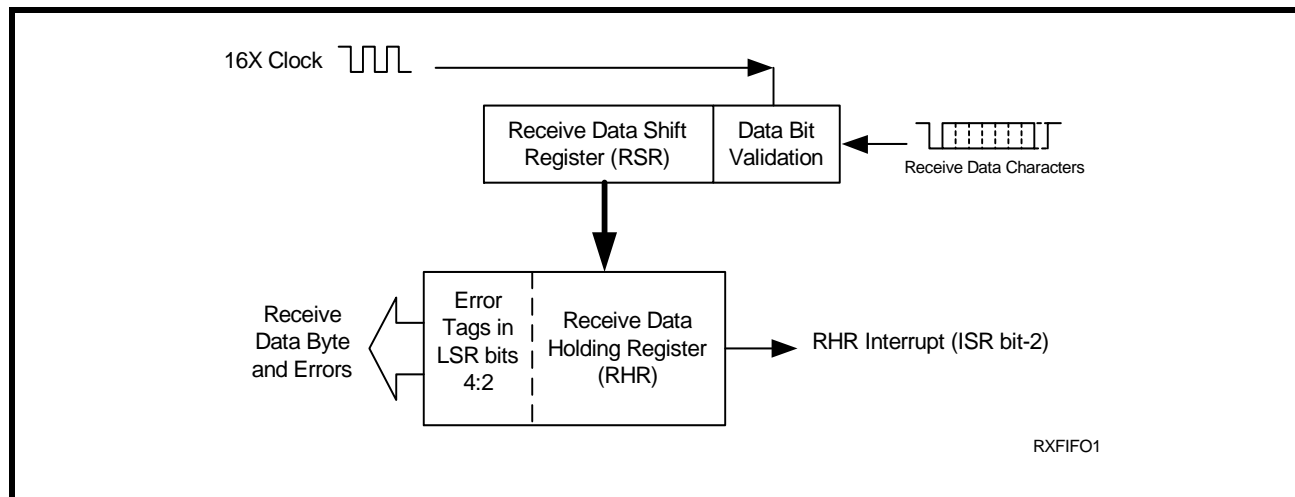 16X Clock
Receive Data Shift
Register (RSR)
Data Bit
Validation
Receive Data Characters
Receive
Data Byte
and Errors
Error
Tags in
LSR bits
4:2
Receive Data
Holding Register
(RHR)
RHR Interrupt (ISR bit-2)
RXFIFO1